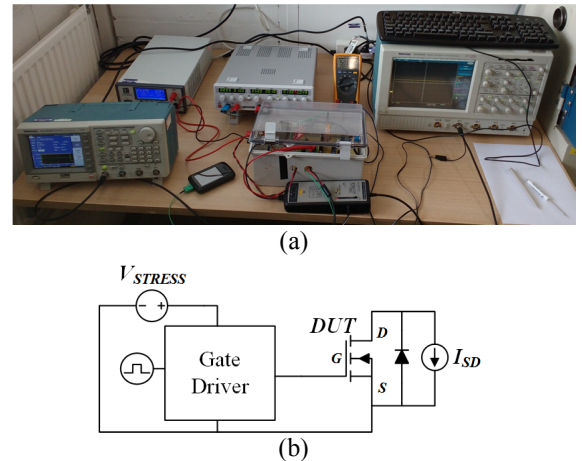 (a)
V_STRESS
DUT
D
G
Gate
Driver
I_SD
S
(b)